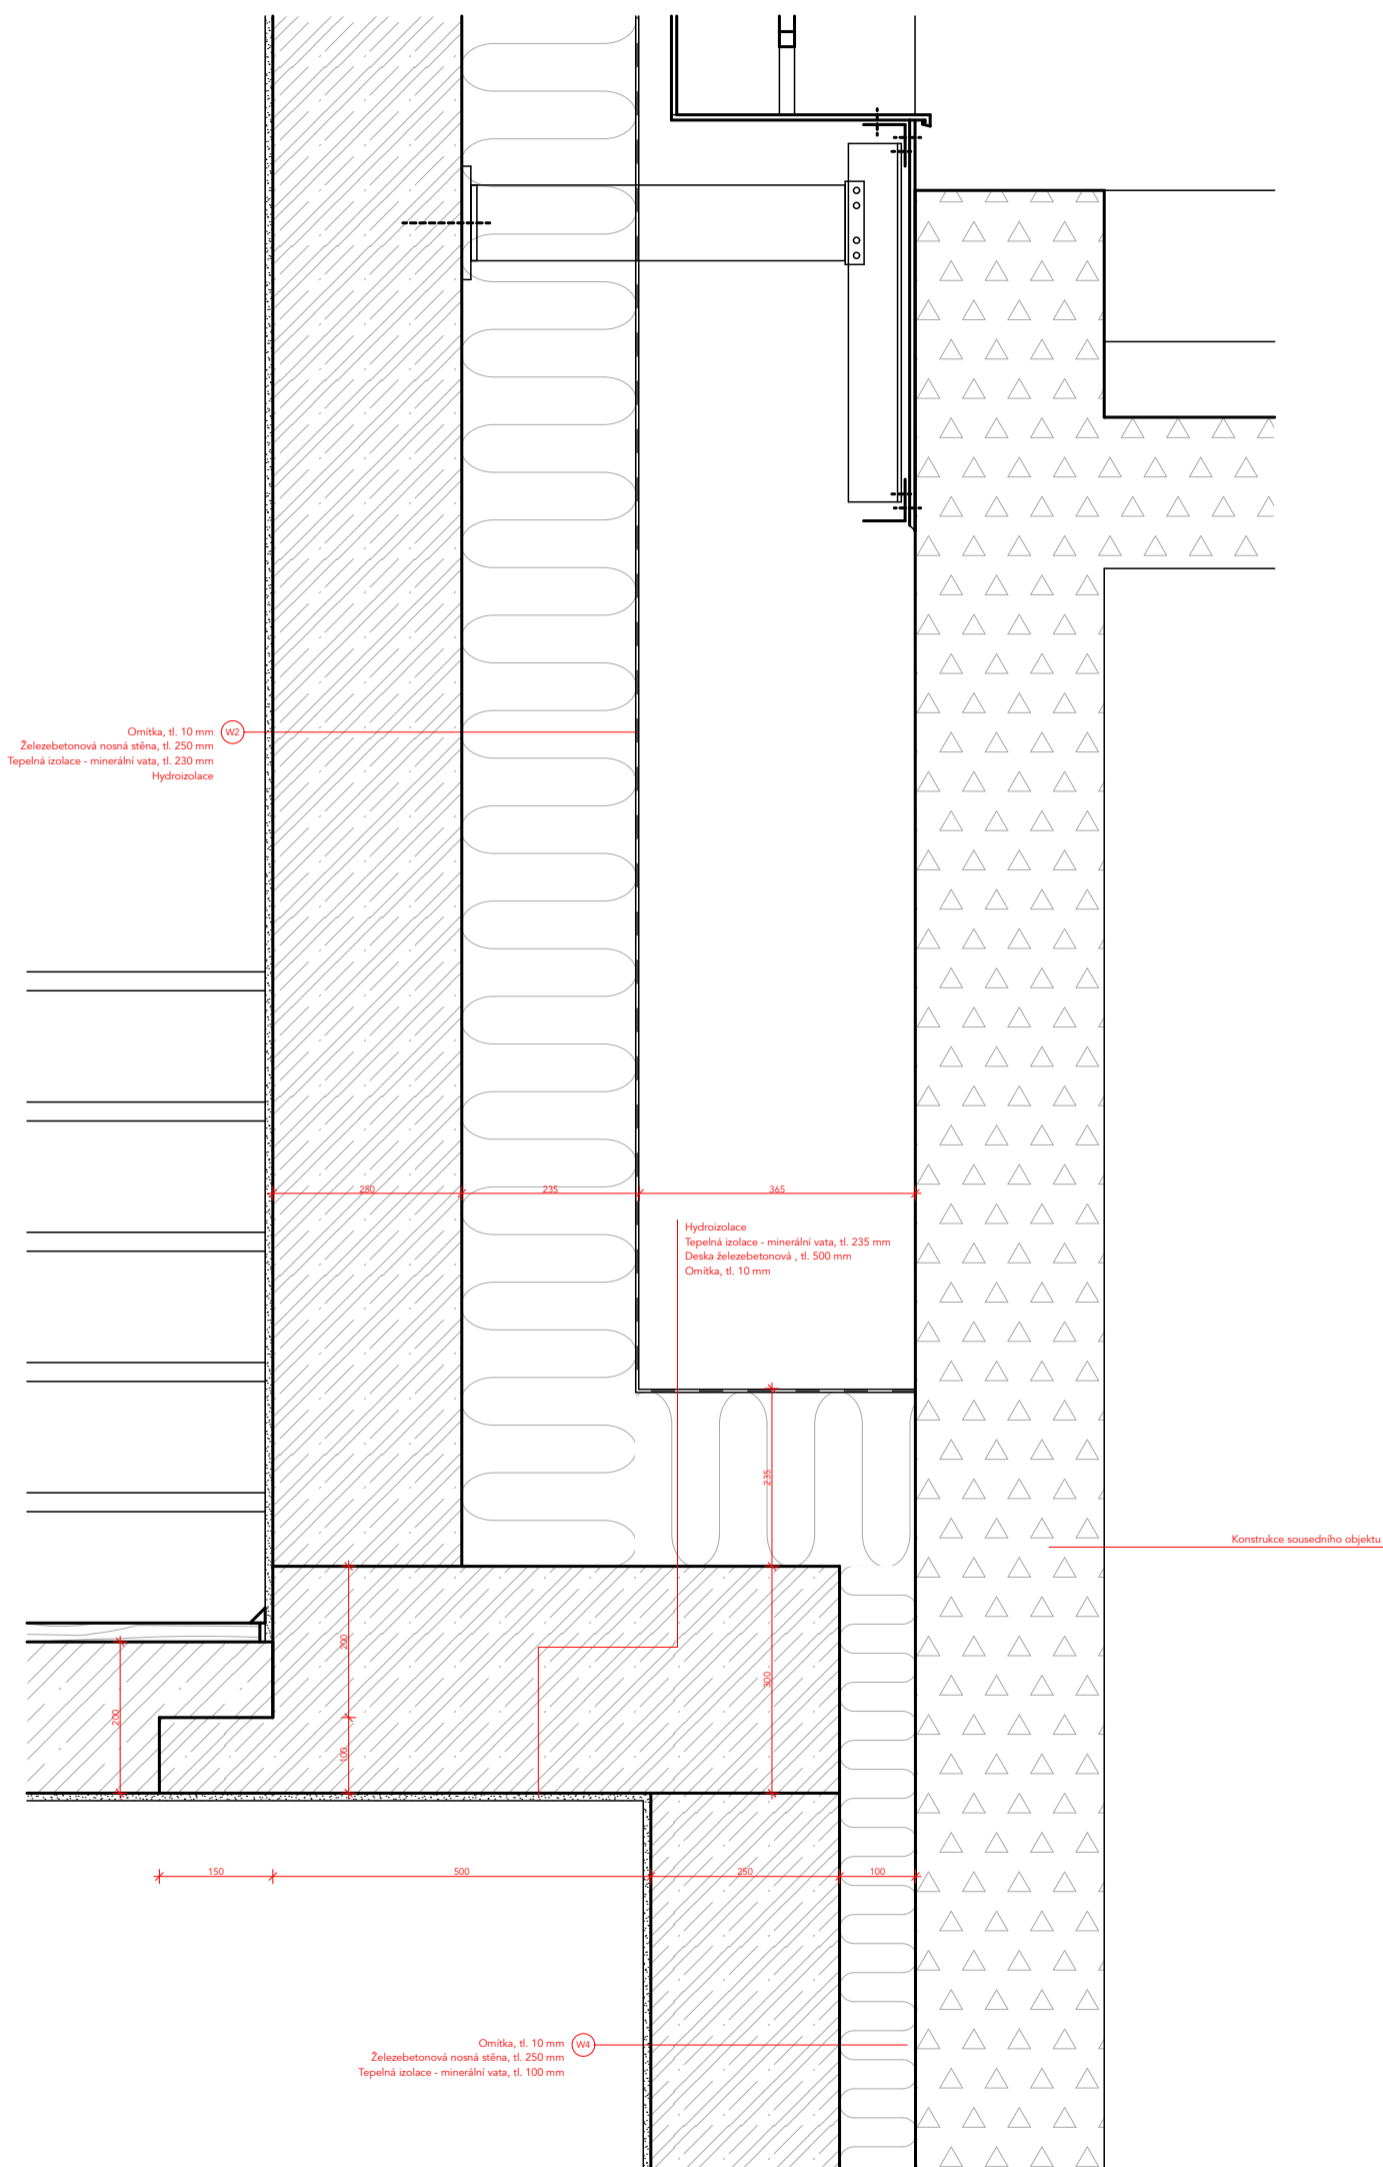 Omítka, tl. 10 mm
Železebetonová nosná stěna, tl. 250 mm
Tepelná izolace - minerální vata, tl. 230 mm
Hydroizolace
W2
250
235
365
Hydroizolace
Tepelná izolace - minerální vata, tl. 235 mm
Deska železebetonová , tl. 500 mm
Omítka, tl. 10 mm
235
Konstrukce sousedního objektu
200
300
200
100
150
500
250
100
Omítka, tl. 10 mm
Železebetonová nosná stěna, tl. 250 mm
Tepelná izolace - minerální vata, tl. 100 mm
W4